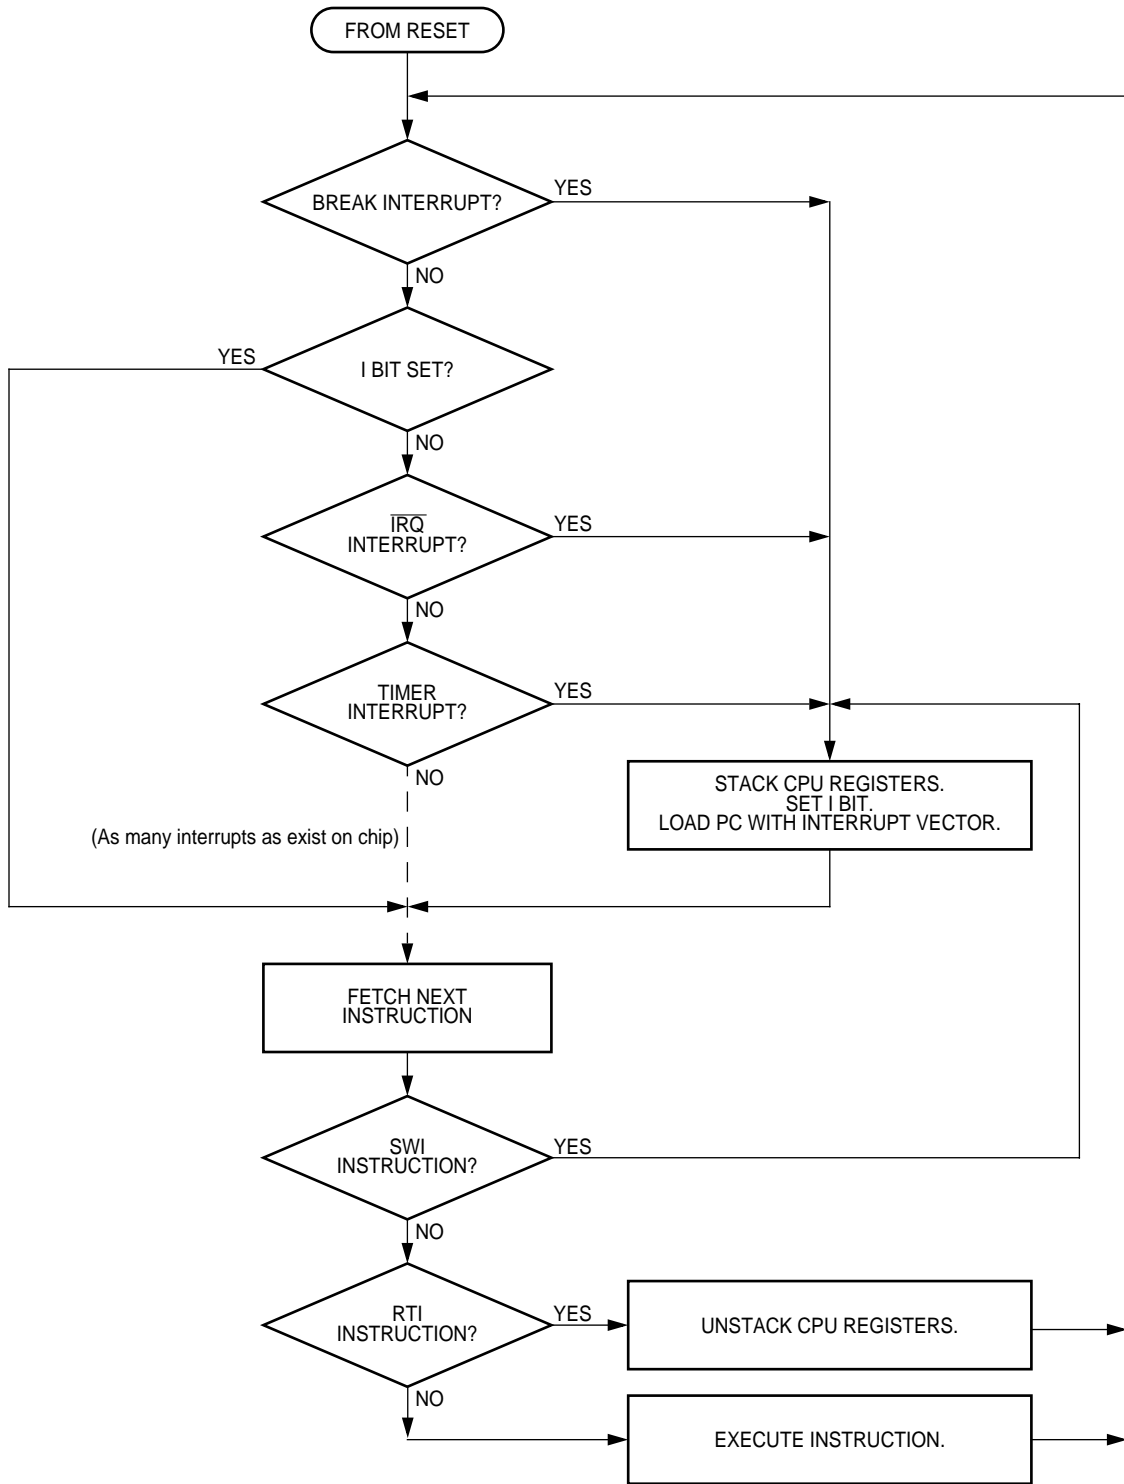 FROM RESET
BREAK INTERRUPT?
YES
NO
YES
I BIT SET?
NO
IRQ
INTERRUPT?
YES
NO
TIMER
INTERRUPT?
YES
NO
STACK CPU REGISTERS.
SET I BIT.
LOAD PC WITH INTERRUPT VECTOR.
(As many interrupts as exist on chip)
FETCH NEXT
INSTRUCTION
SWI
INSTRUCTION?
YES
NO
RTI
INSTRUCTION?
YES
UNSTACK CPU REGISTERS.
NO
EXECUTE INSTRUCTION.